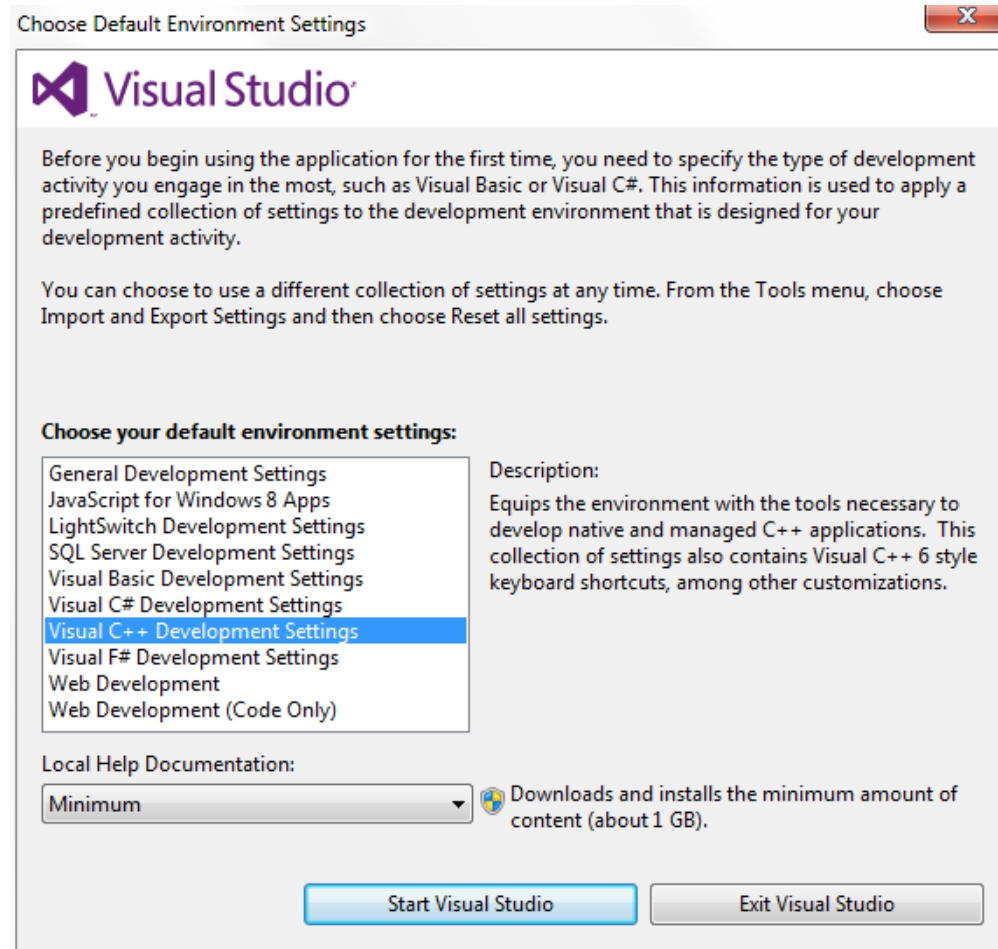 Choose Default Environment Settings
Visual Studio
Before you begin using the application for the first time, you need to specify the type of development
activity you engage in the most, such as Visual Basic or Visual C#. This information is used to apply a
predefined collection of settings to the development environment that is designed for your
development activity.
You can choose to use a different collection of settings at any time. From the Tools menu, choose
Import and Export Settings and then choose Reset all settings.
Choose your default environment settings:
General Development Settings
JavaScript for Windows 8 Apps
LightSwitch Development Settings
SQL Server Development Settings
Visual Basic Development Settings
Visual C# Development Settings
Visual C++ Development Settings
Visual F# Development Settings
Web Development
Web Development (Code Only)
Description:
Equips the environment with the tools necessary to
develop native and managed C++ applications. This
collection of settings also contains Visual C++ 6 style
keyboard shortcuts, among other customizations.
Local Help Documentation:
Minimum
Downloads and installs the minimum amount of
content (about 1 GB).
Start Visual Studio
Exit Visual Studio